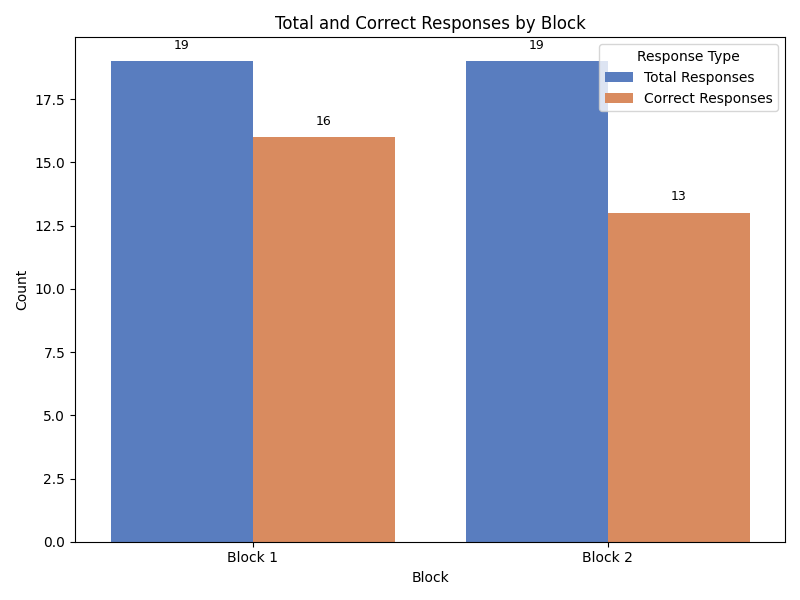 Total and Correct Responses by Block
19
19
Response Type
Total Responses
Correct Responses
17.5
16
15.0
13
12.5
Count
10.0
7.5
5.0
2.5
0.0
Block 1
Block 2
Block